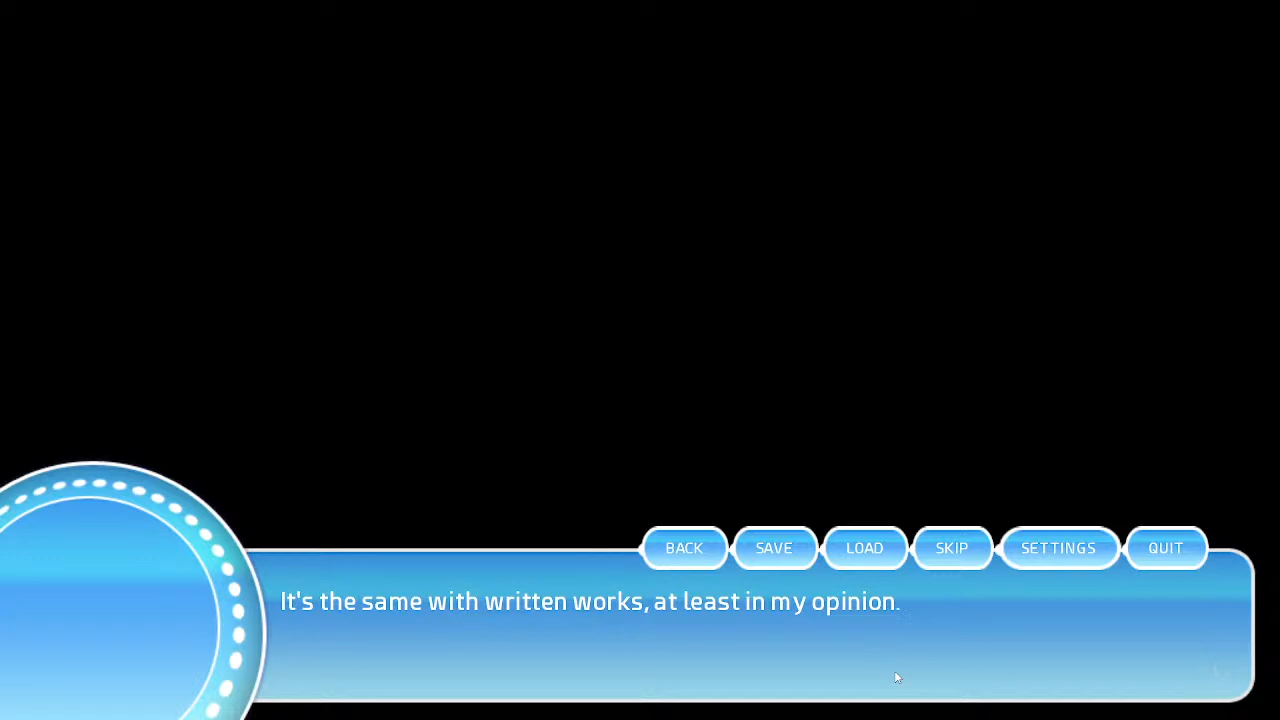 BACK SAVE LOAD SKIP SETTINGS QUIT
It's the same with written works, at least in my opinion.